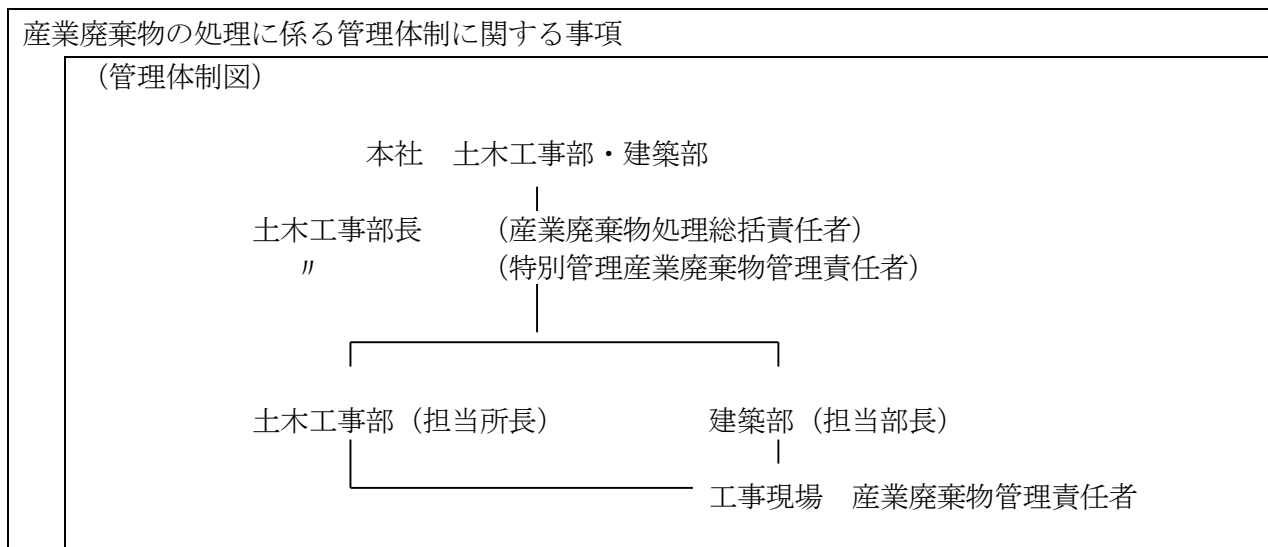 産業廃棄物の処理に係る管理体制に関する事項
（管理体制図）
本社　土木工事部・建築部
土木工事部長　（産業廃棄物処理総括責任者）
〃　（特別管理産業廃棄物管理責任者）
土木工事部（担当所長）　建築部（担当部長）
工事現場　産業廃棄物管理責任者